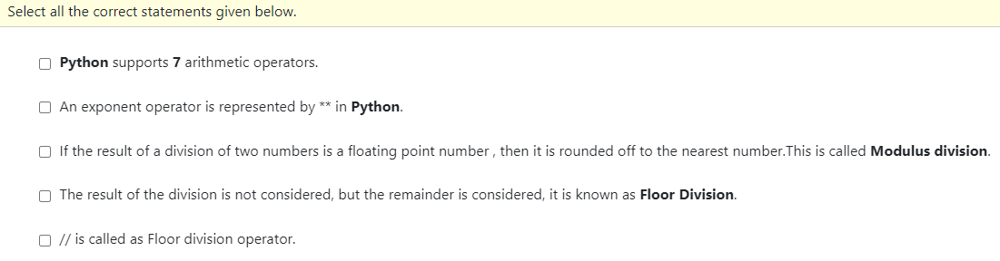 Select all the correct statements given below.
Python supports 7 arithmetic operators.
An exponent operator is represented by ** in Python.
If the result of a division of two numbers is a floating point number , then it is rounded off to the nearest number.This is called Modulus division.
The result of the division is not considered, but the remainder is considered, it is known as Floor Division.
// is called as Floor division operator.